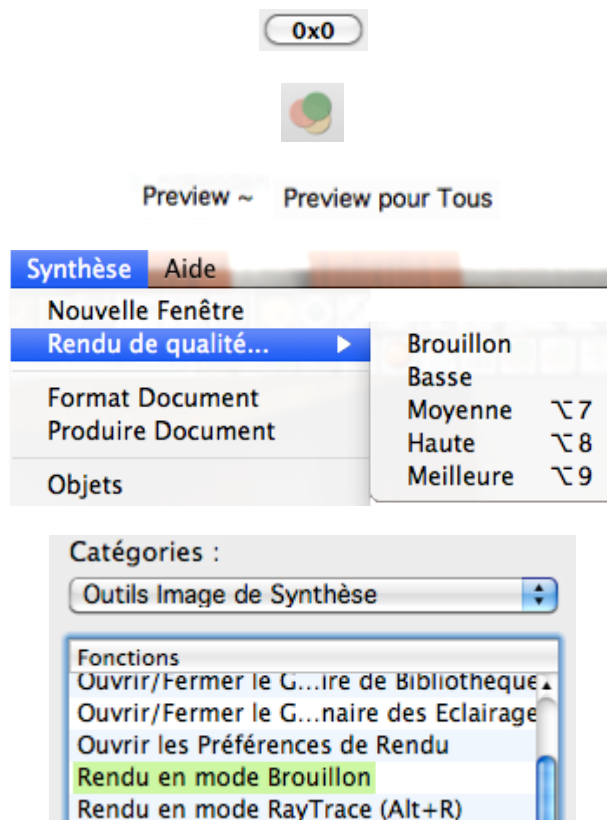 0x0
Preview ~ Preview pour Tous
Synthèse Aide
Nouvelle Fenêtre
Rendu de qualité...
Brouillon
Basse
Format Document
Moyenne ⌥7
Produire Document
Haute ⌥8
Meilleure ⌥9
Objets
Catégories :
Outils Image de Synthèse
Fonctions
Ouvrir/Fermer le G...ire de Bibliothèque
Ouvrir/Fermer le G...naire des Eclairage
Ouvrir les Préférences de Rendu
Rendu en mode Brouillon
Rendu en mode RayTrace (Alt+R)